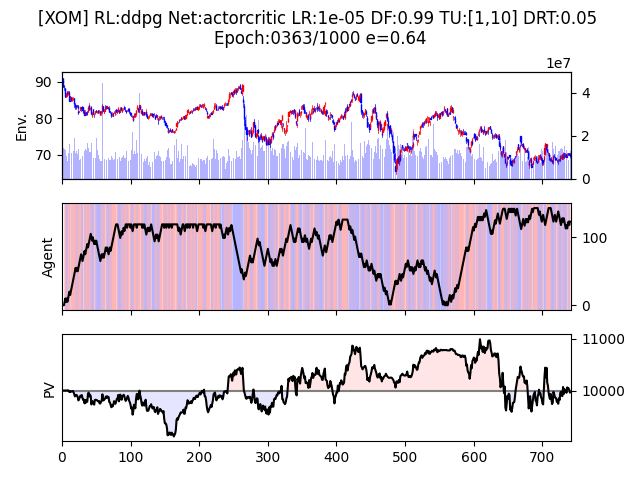 [XOM] RL:ddpg Net:actorcritic LR:1e-05 DF:0.99 TU:[1,10] DRT:0.05
Epoch:0363/1000 e=0.64
1e7
90
80
70
Env.
4
2
0
Agent
100
0
PV
11000
10000
0 100 200 300 400 500 600 700